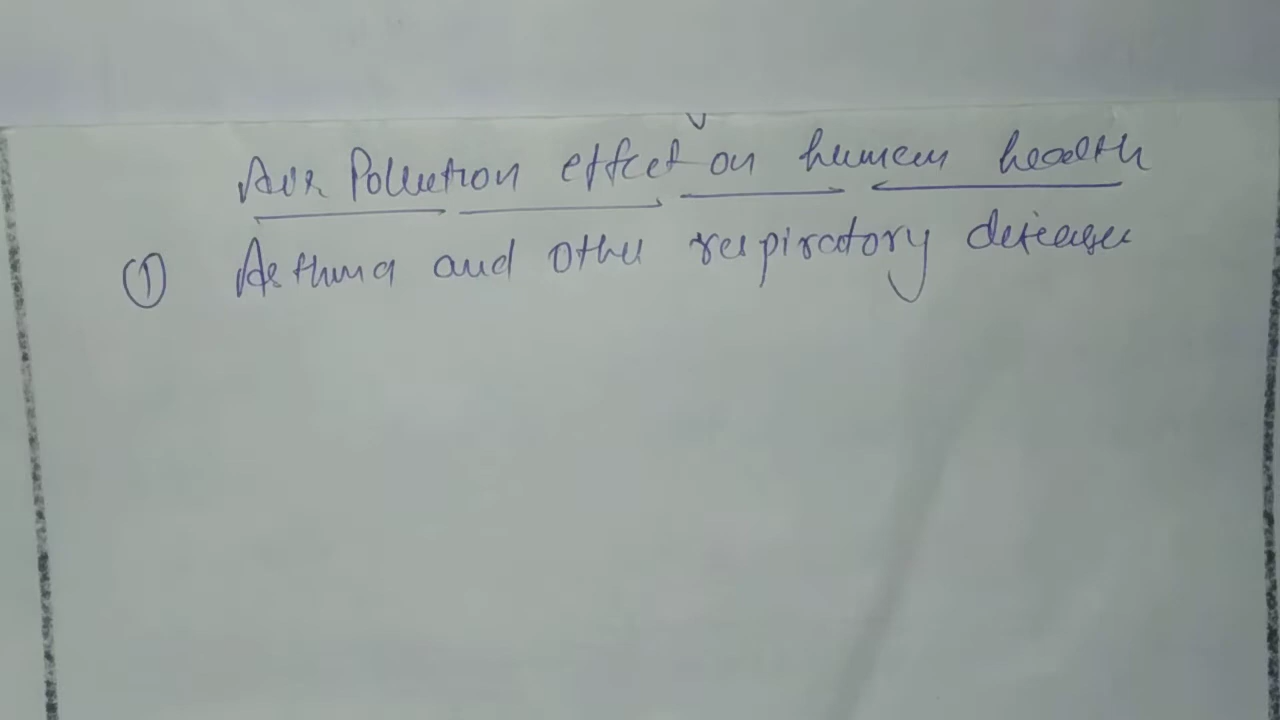 Air Pollution effect on human health
① Asthma and other respiratory diseases